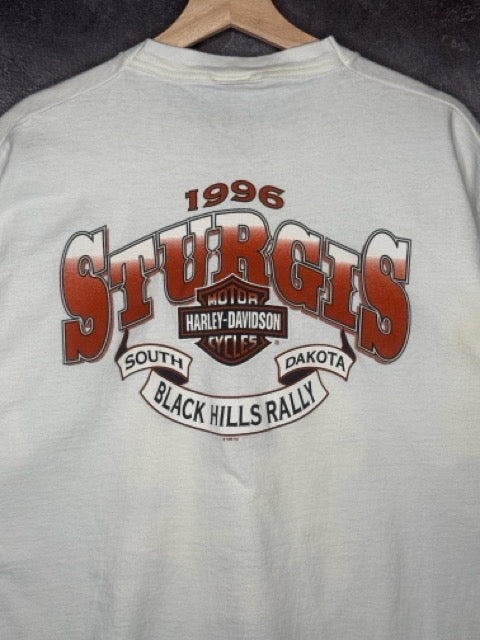 1996
STURGIS
MOTOR
HARLEY-DAVIDSON
CYCLES
SOUTH DAKOTA
BLACK HILLS RALLY